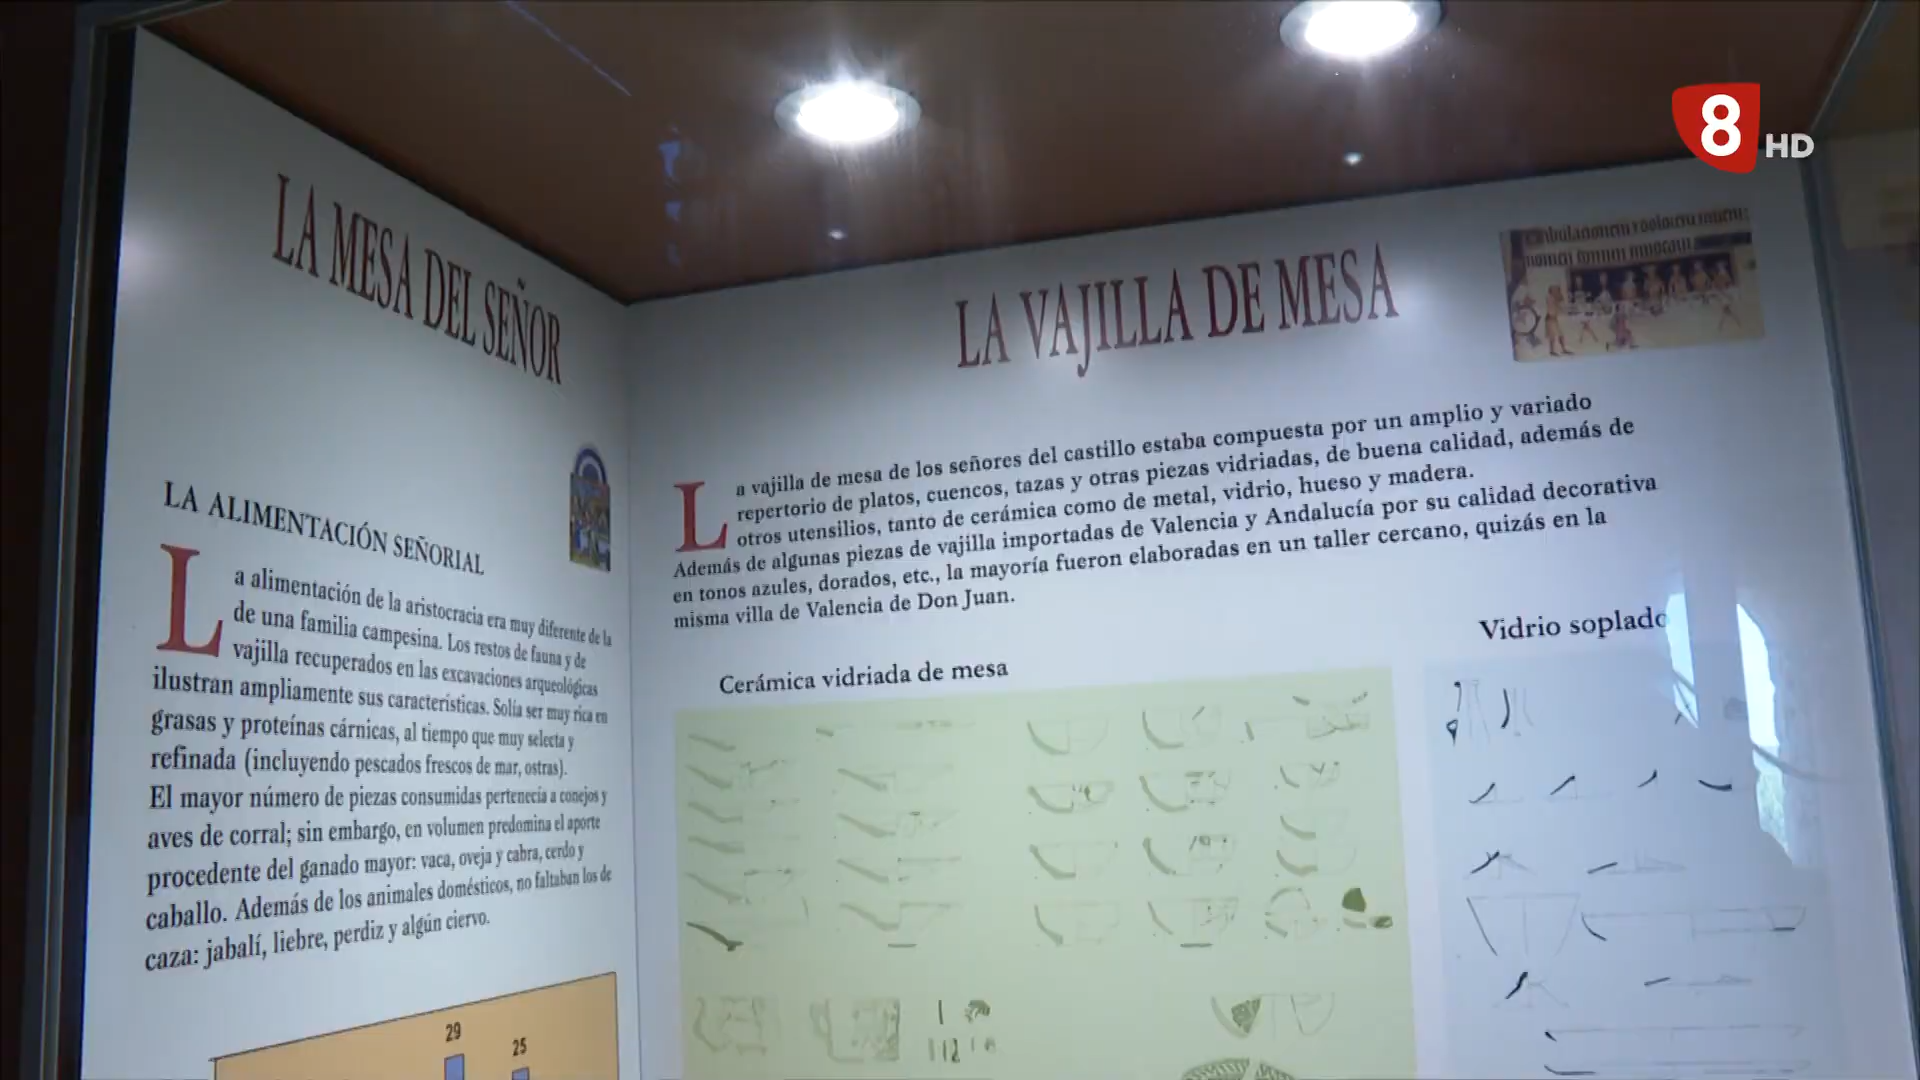 8 HD
LA MESA DEL SEÑOR
LA ALIMENTACIÓN SEÑORIAL
La alimentación de la aristocracia era muy diferente de la
de una familia campesina. Los restos de fauna y de
vajilla recuperados en las excavaciones arqueológicas
ilustran ampliamente sus características. Solía ser muy rica en
grasas y proteínas cárnicas, al tiempo que muy selecta y
refinada (incluyendo pescados frescos de mar, ostras).
El mayor número de piezas consumidas pertenecía a conejos y
aves de corral; sin embargo, en volumen predomina el aporte
procedente del ganado mayor: vaca, oveja y cabra, cerdo y
caballo. Además de los animales domésticos, no faltaban los de
caza: jabalí, liebre, perdiz y algún ciervo.
29
25
LA VAJILLA DE MESA
La vajilla de mesa de los señores del castillo estaba compuesta por un amplio y variado
repertorio de platos, cuencos, tazas y otras piezas vidriadas, de buena calidad, además de
otros utensilios, tanto de cerámica como de metal, vidrio, hueso y madera.
Además de algunas piezas de vajilla importadas de Valencia y Andalucía por su calidad decorativa
en tonos azules, dorados, etc., la mayoría fueron elaboradas en un taller cercano, quizás en la
misma villa de Valencia de Don Juan.
Cerámica vidriada de mesa
Vidrio soplado